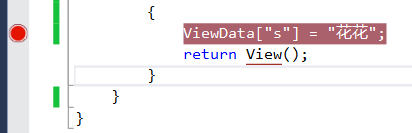 {
ViewData["s"] = "花花";
return View();
}
}
}